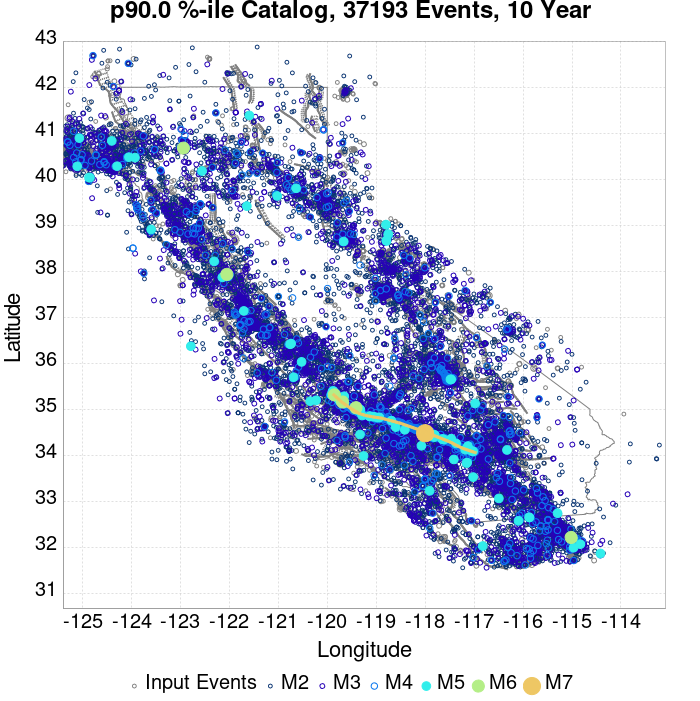 p90.0 %-ile Catalog, 37193 Events, 10 Year
43
42
41
40
39
38
37
36
35
34
33
32
31
Latitude
-125 -124 -123 -122 -121 -120 -119 -118 -117 -116 -115 -114
Longitude
Input Events M2 M3 M4 M5 M6 M7